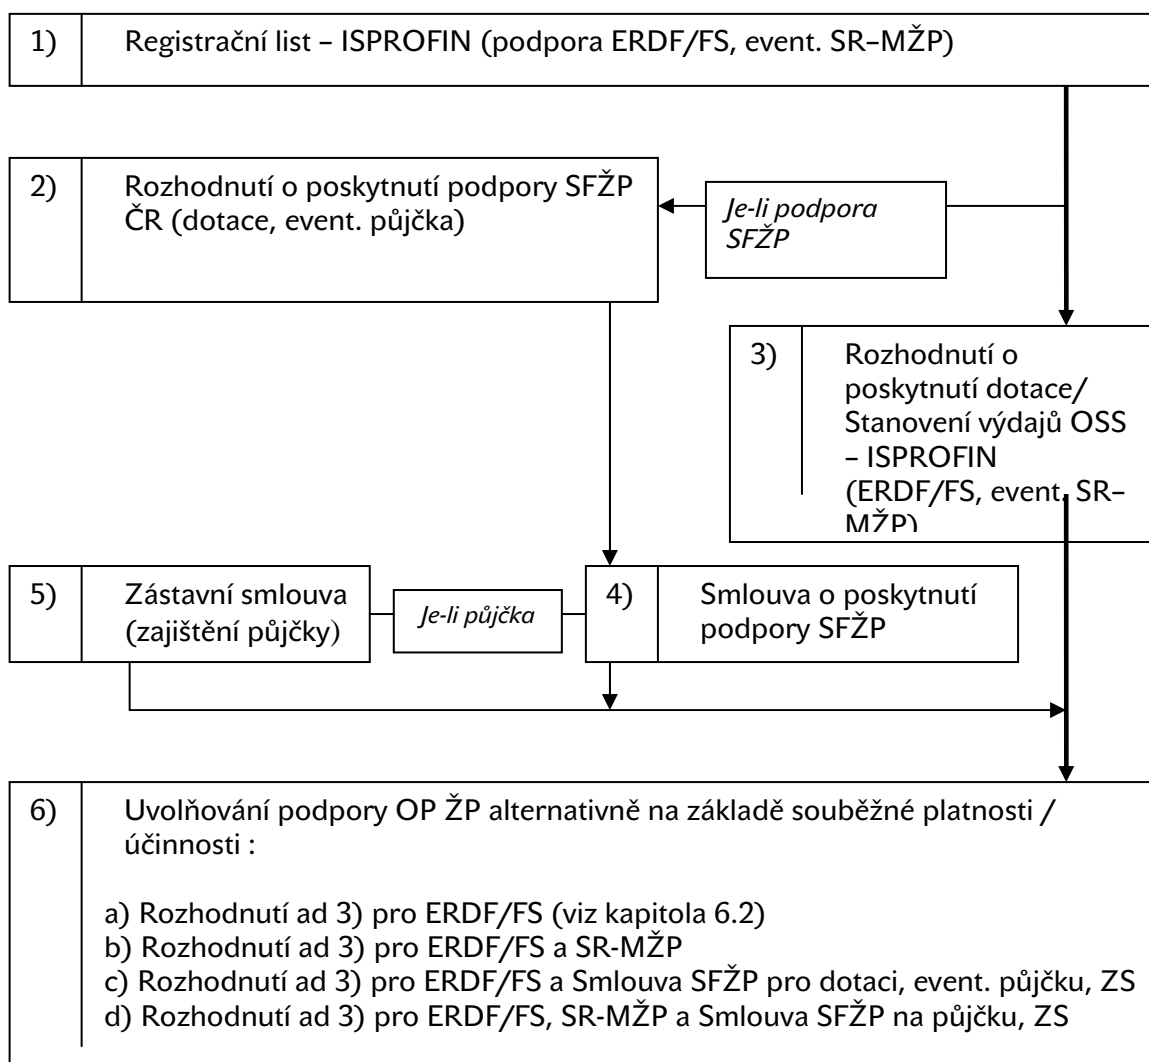 1) Registrační list – ISPROFIN (podpora ERDF/FS, event. SR–MŽP)
2) Rozhodnutí o poskytnutí podpory SFŽP
ČR (dotace, event. půjčka)
Je-li podpora
SFŽP
3) Rozhodnutí o
poskytnutí dotace/
Stanovení výdajů OSS
– ISPROFIN
(ERDF/FS, event. SR–
MŽP)
5) Zástavní smlouva
(zajištění půjčky)
Je-li půjčka
4) Smlouva o poskytnutí
podpory SFŽP
6) Uvolňování podpory OP ŽP alternativně na základě souběžné platnosti /
účinnosti :
a) Rozhodnutí ad 3) pro ERDF/FS (viz kapitola 6.2)
b) Rozhodnutí ad 3) pro ERDF/FS a SR-MŽP
c) Rozhodnutí ad 3) pro ERDF/FS a Smlouva SFŽP pro dotaci, event. půjčku, ZS
d) Rozhodnutí ad 3) pro ERDF/FS, SR-MŽP a Smlouva SFŽP na půjčku, ZS